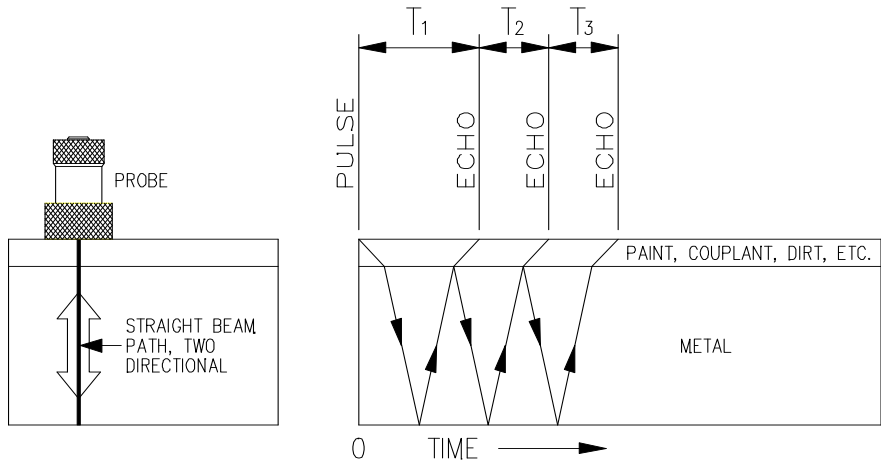 T1 T2 T3
PULSE
ECHO
ECHO
ECHO
PROBE
PAINT, COUPLANT, DIRT, ETC.
STRAIGHT BEAM
PATH, TWO
DIRECTIONAL
METAL
0 TIME